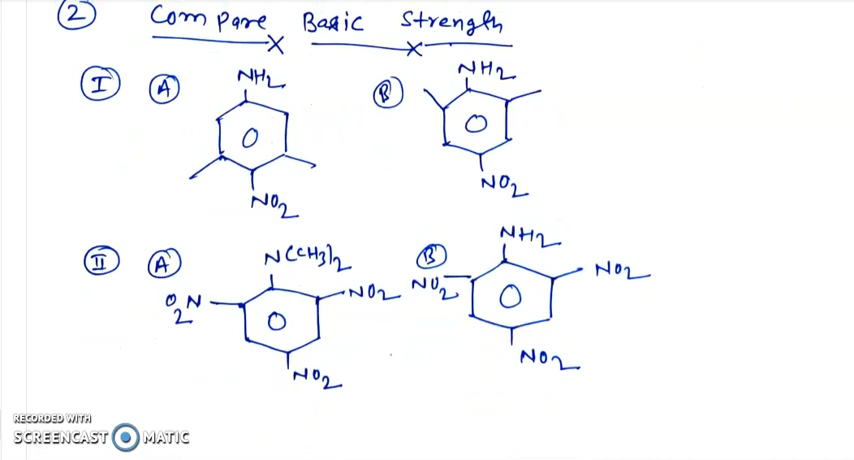 2 Compare Basic Strength
I A NH2 B NH2
NO2 NO2
II A N(CH3)2 B NH2
O2N NO2 NO2 NO2
NO2 NO2
RECORDED WITH
SCREENCAST O MATIC